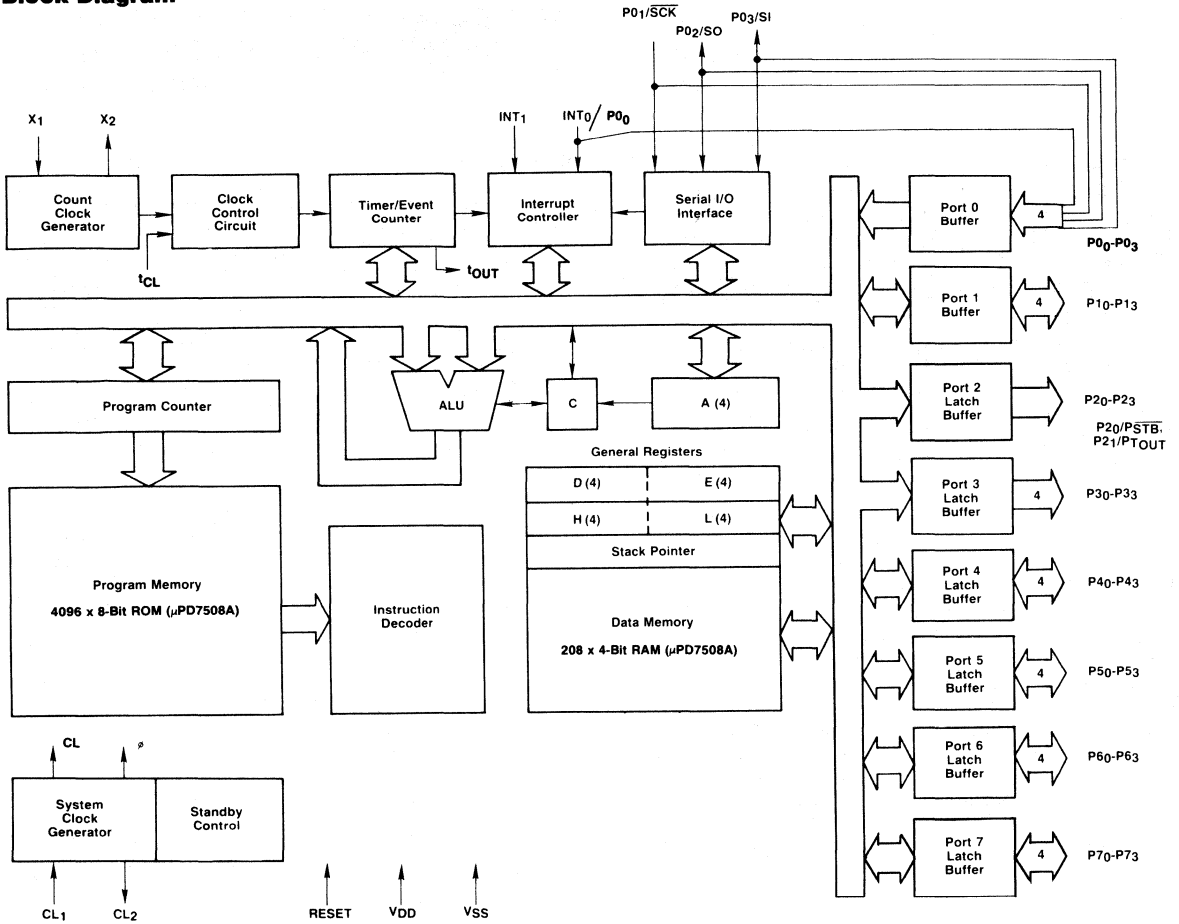 Block Diagram
P01/SCK
P02/SO
P03/SI
X1
X2
INT1
INT0/P00
Count
Clock
Generator
Clock
Control
Circuit
Timer/Event
Counter
Interrupt
Controller
Serial I/O
Interface
tCL
tOUT
Port 0
Buffer
4
P00-P03
Port 1
Buffer
4
P10-P13
Program Counter
ALU
C
A (4)
Port 2
Latch
Buffer
P20-P23
P20/PSTB,
P21/PTOUT
General Registers
D (4)
E (4)
H (4)
L (4)
Stack Pointer
Port 3
Latch
Buffer
4
P30-P33
Program Memory
4096 x 8-Bit ROM (μPD7508A)
Instruction
Decoder
Data Memory
208 x 4-Bit RAM (μPD7508A)
Port 4
Latch
Buffer
4
P40-P43
Port 5
Latch
Buffer
4
P50-P53
CL
ø
System
Clock
Generator
Standby
Control
Port 6
Latch
Buffer
4
P60-P63
Port 7
Latch
Buffer
4
P70-P73
CL1
CL2
RESET
VDD
VSS